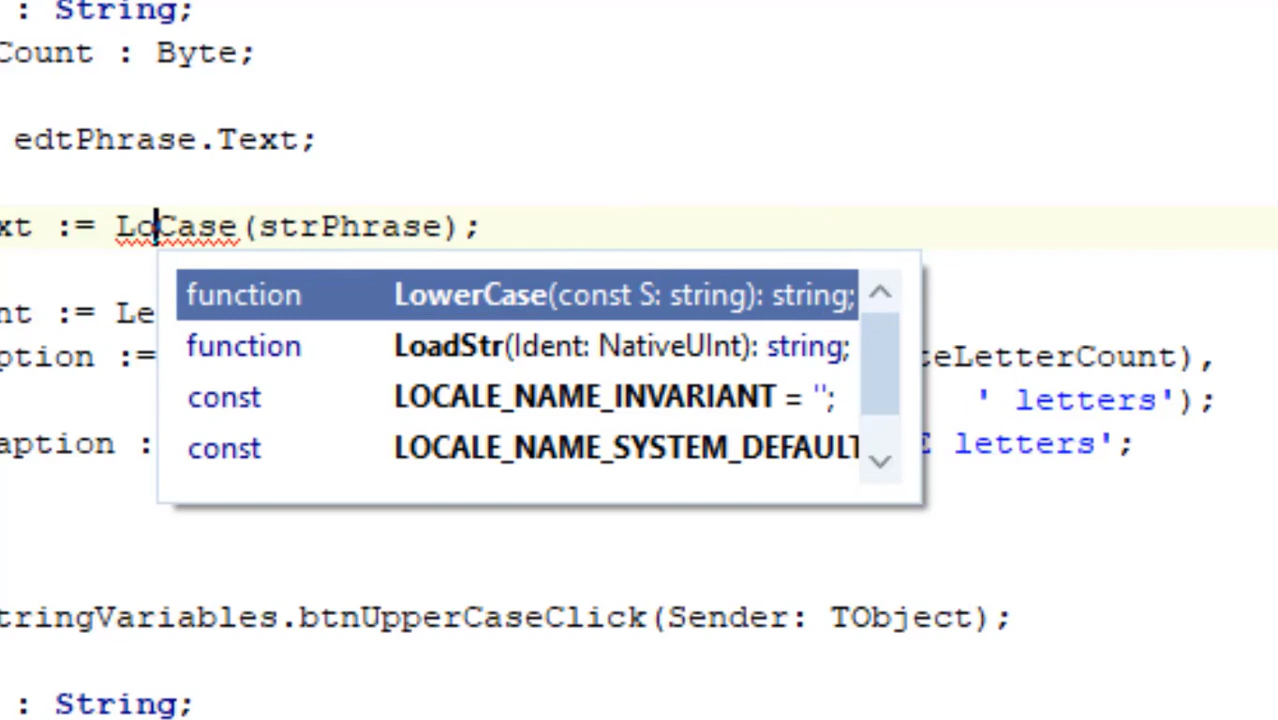 : String;
Count : Byte;
edtPhrase.Text;
xt := LoCase(strPhrase);
function LowerCase(const S: string): string;
nt := Le
function LoadStr(Ident: NativeUInt): string;
ption := teLetterCount),
const LOCALE_NAME_INVARIANT = '';
' letters');
aption : E letters';
const LOCALE_NAME_SYSTEM_DEFAULT
tringVariables.btnUpperCaseClick(Sender: TObject);
: String;